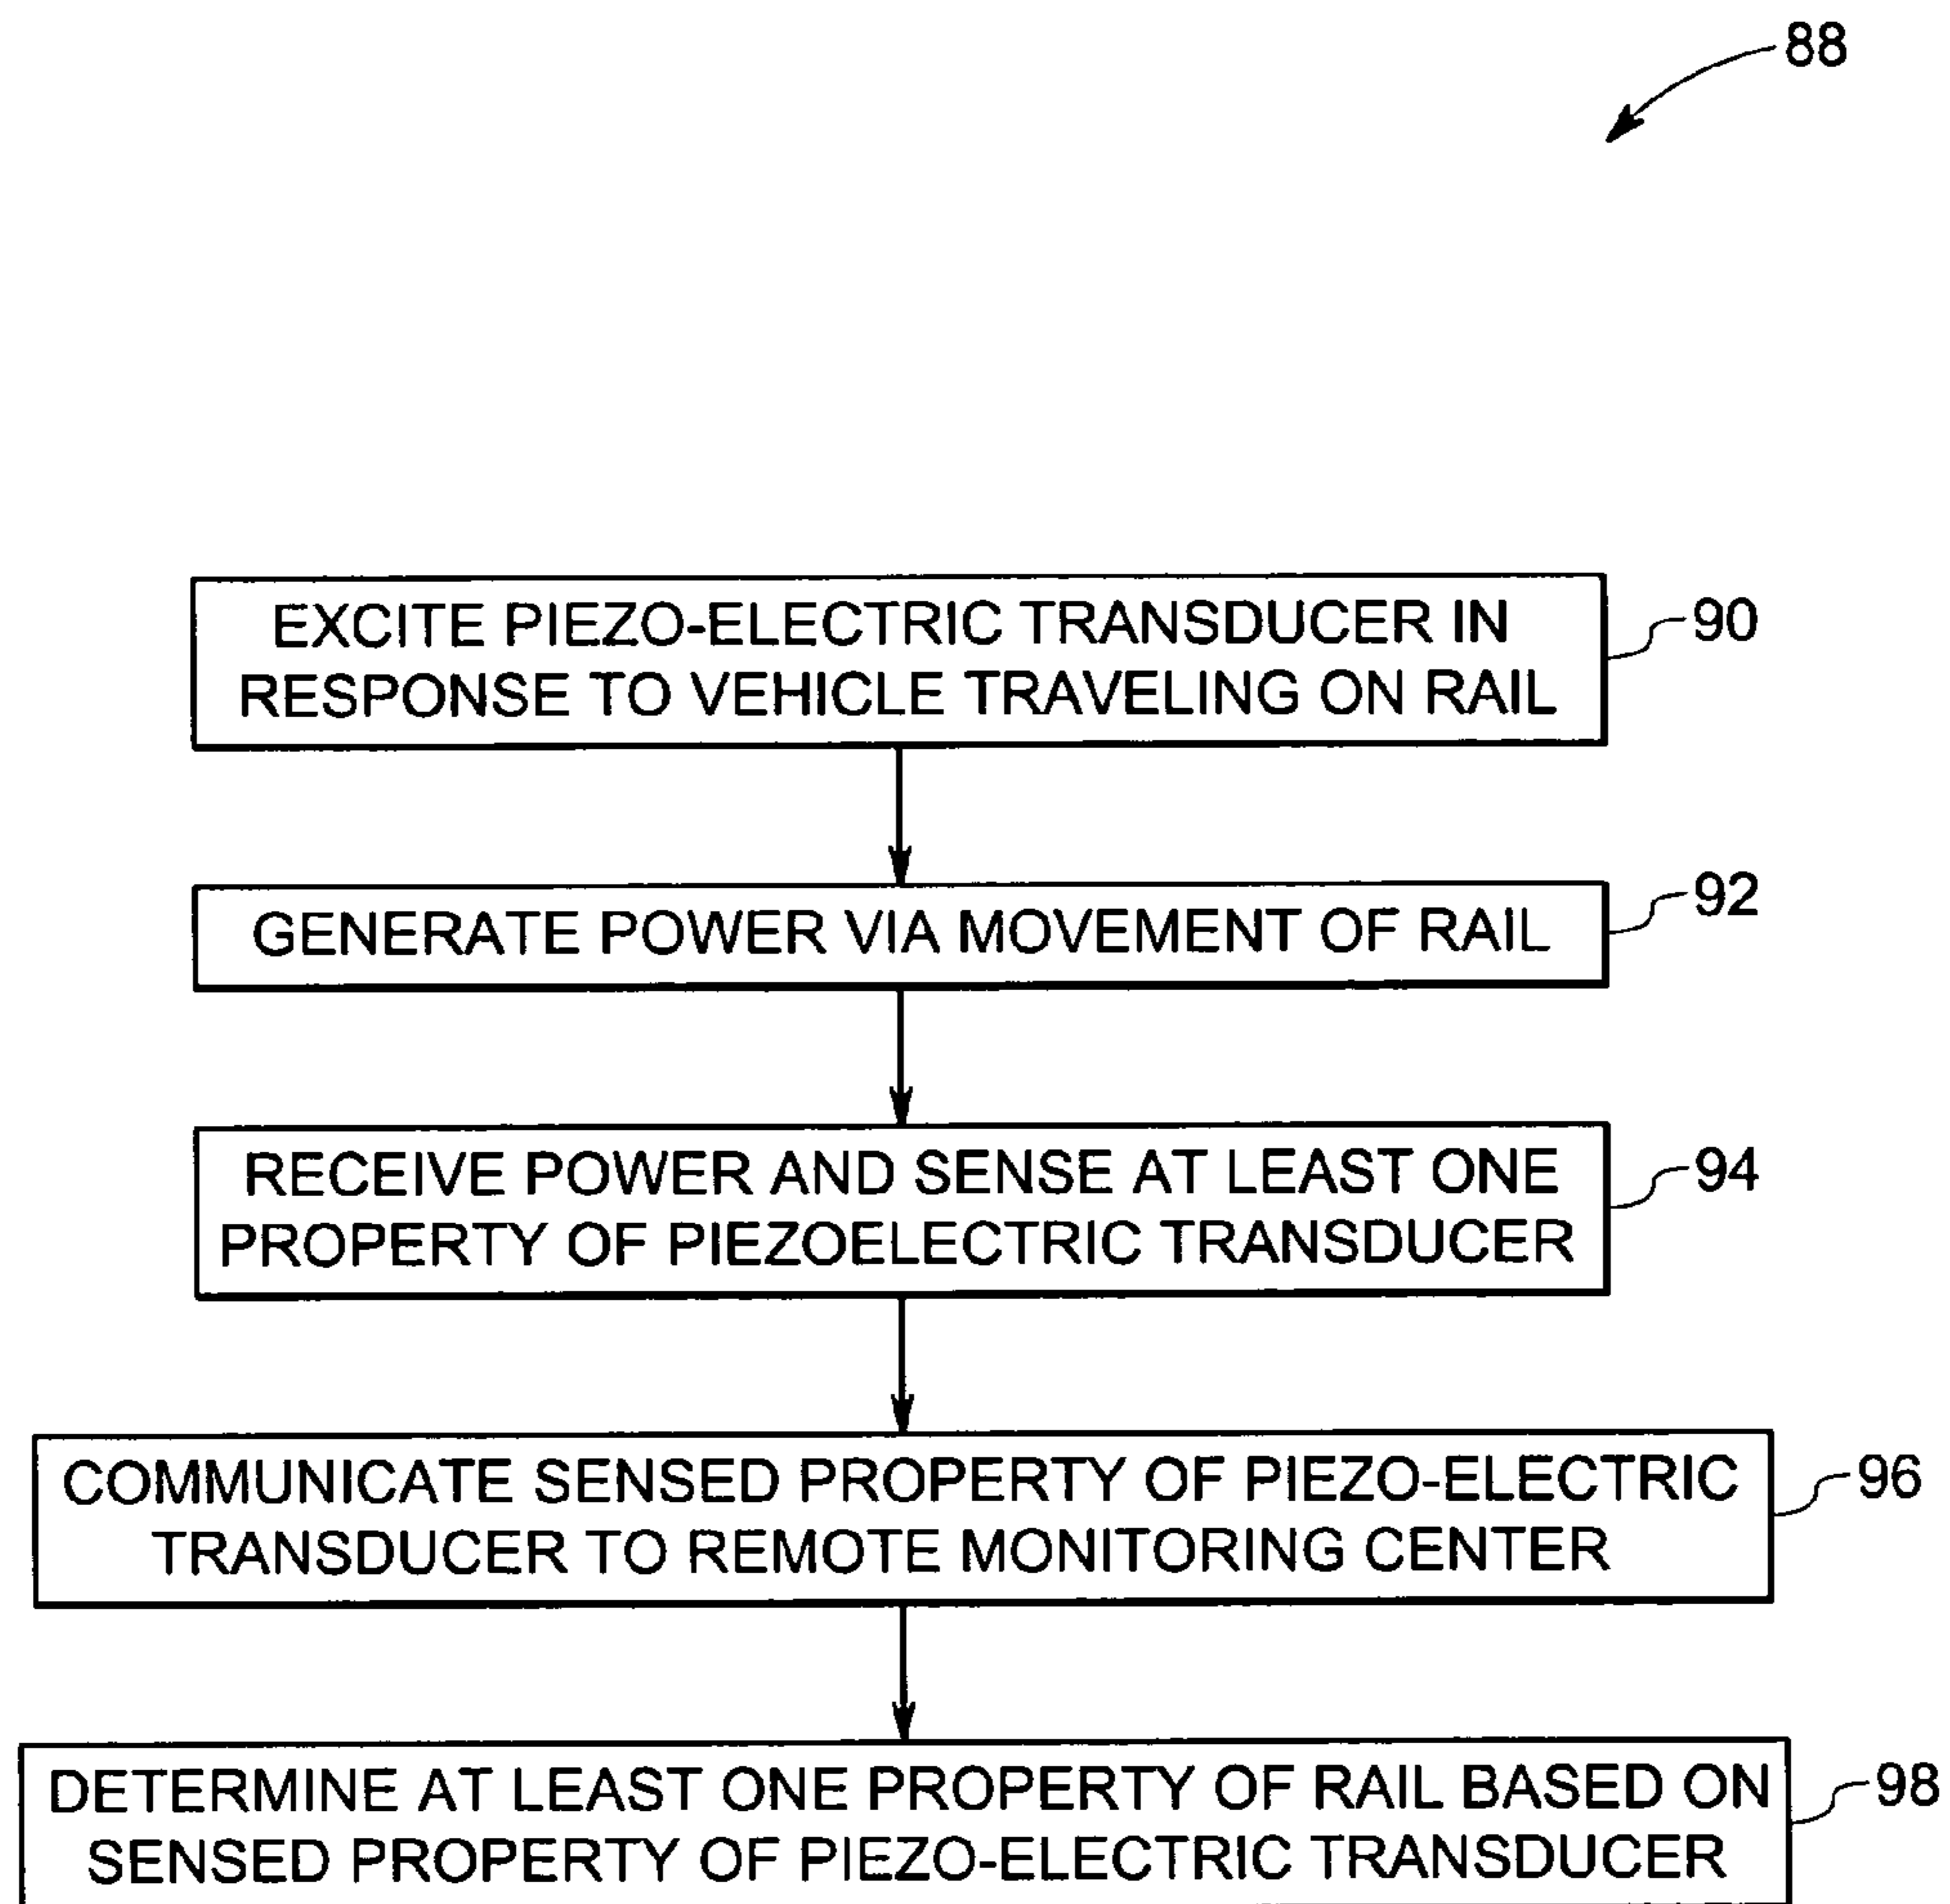 88
EXCITE PIEZO-ELECTRIC TRANSDUCER IN
RESPONSE TO VEHICLE TRAVELING ON RAIL
90
GENERATE POWER VIA MOVEMENT OF RAIL
92
RECEIVE POWER AND SENSE AT LEAST ONE
PROPERTY OF PIEZOELECTRIC TRANSDUCER
94
COMMUNICATE SENSED PROPERTY OF PIEZO-ELECTRIC
TRANSDUCER TO REMOTE MONITORING CENTER
96
DETERMINE AT LEAST ONE PROPERTY OF RAIL BASED ON
SENSED PROPERTY OF PIEZO-ELECTRIC TRANSDUCER
98